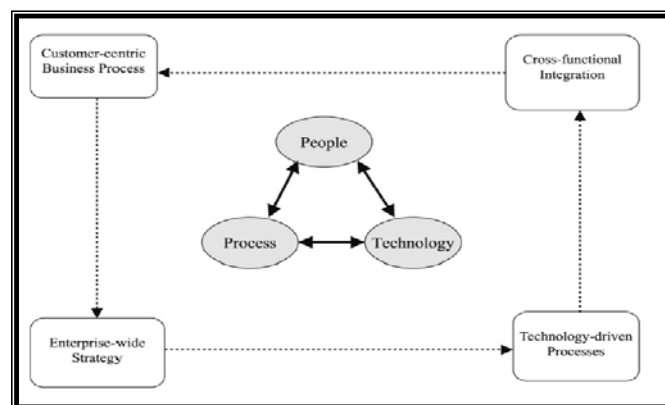 Customer-centric
Business Process
Cross-functional
Integration
People
Process
Technology
Enterprise-wide
Strategy
Technology-driven
Processes